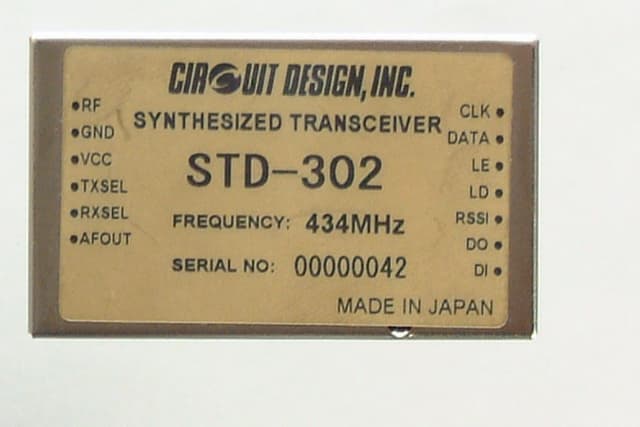 CIRCUIT DESIGN, INC.
SYNTHESIZED TRANSCEIVER
STD-302
FREQUENCY: 434MHz
SERIAL NO: 00000042
MADE IN JAPAN
RF
GND
VCC
TXSEL
RXSEL
AFOUT
CLK
DATA
LE
LD
RSSI
DO
DI